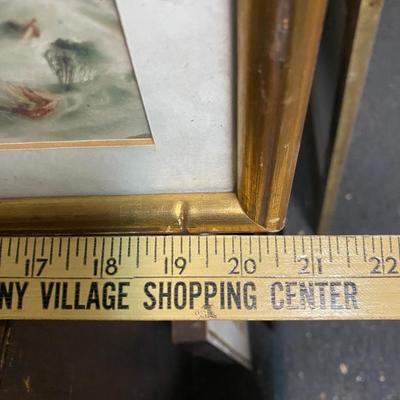 17 18 19 20 21 22
NY VILLAGE SHOPPING CENTER